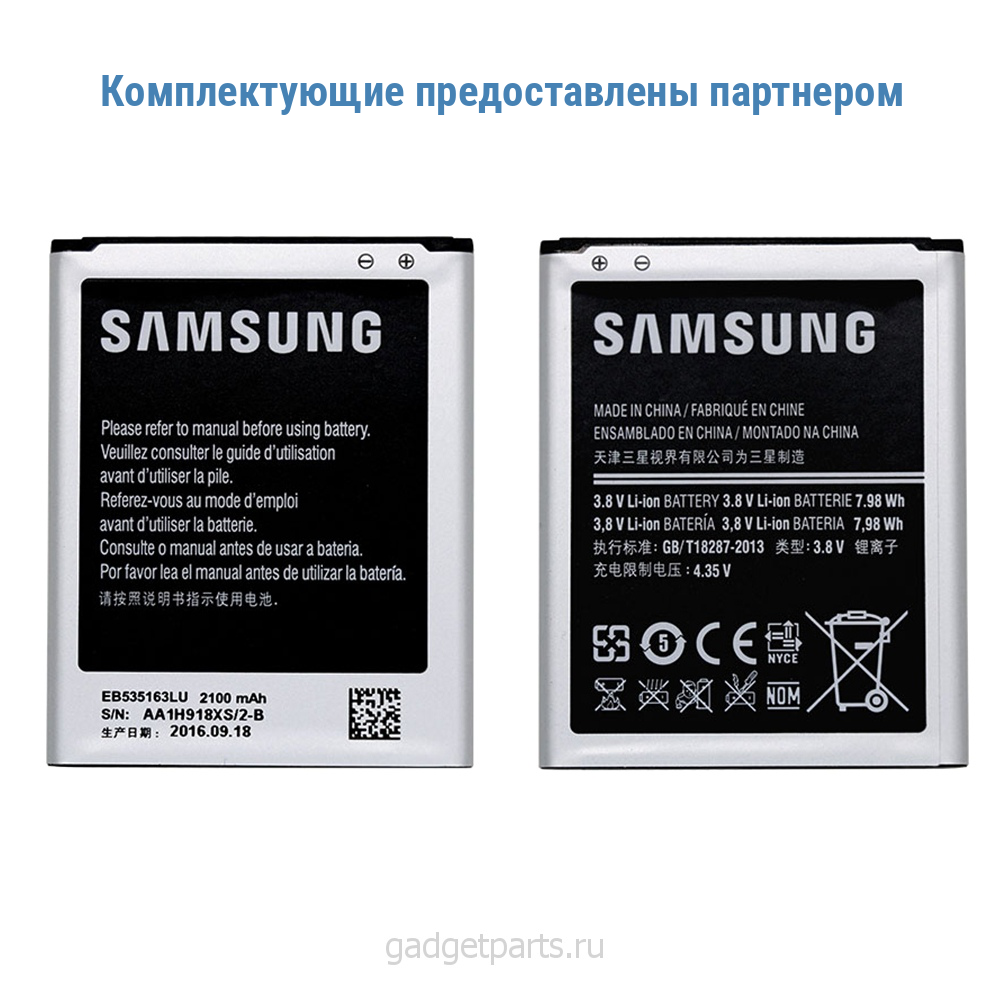 Комплектующие предоставлены партнером
SAMSUNG
Please refer to manual before using battery.
Veuillez consulter le guide d'utilisation
avant d'utiliser la pile.
Referez-vous au mode d'emploi
avant d'utiliser la batterie.
Consulte o manual antes de usar a bateria.
Por favor lea el manual antes de utilizar la batería.
请按照说明书指示使用电池.
EB535163LU 2100 mAh
S/N: AA1H918XS/2-B
生产日期: 2016.09.18
SAMSUNG
MADE IN CHINA / FABRIQUÉ EN CHINE
ENSAMBLADO EN CHINA / MONTADO NA CHINA
天津三星视界有限公司为三星制造
3.8 V Li-ion BATTERY 3.8 V Li-ion BATTERIE 7.98 Wh
3,8 V Li-ion BATERÍA 3,8 V Li-ion BATERIA 7,98 Wh
执行标准: GB/T18287-2013 类型: 3.8 V 锂离子
充电限制电压: 4.35 V
5 CE NYCE
NOM
gadgetparts.ru